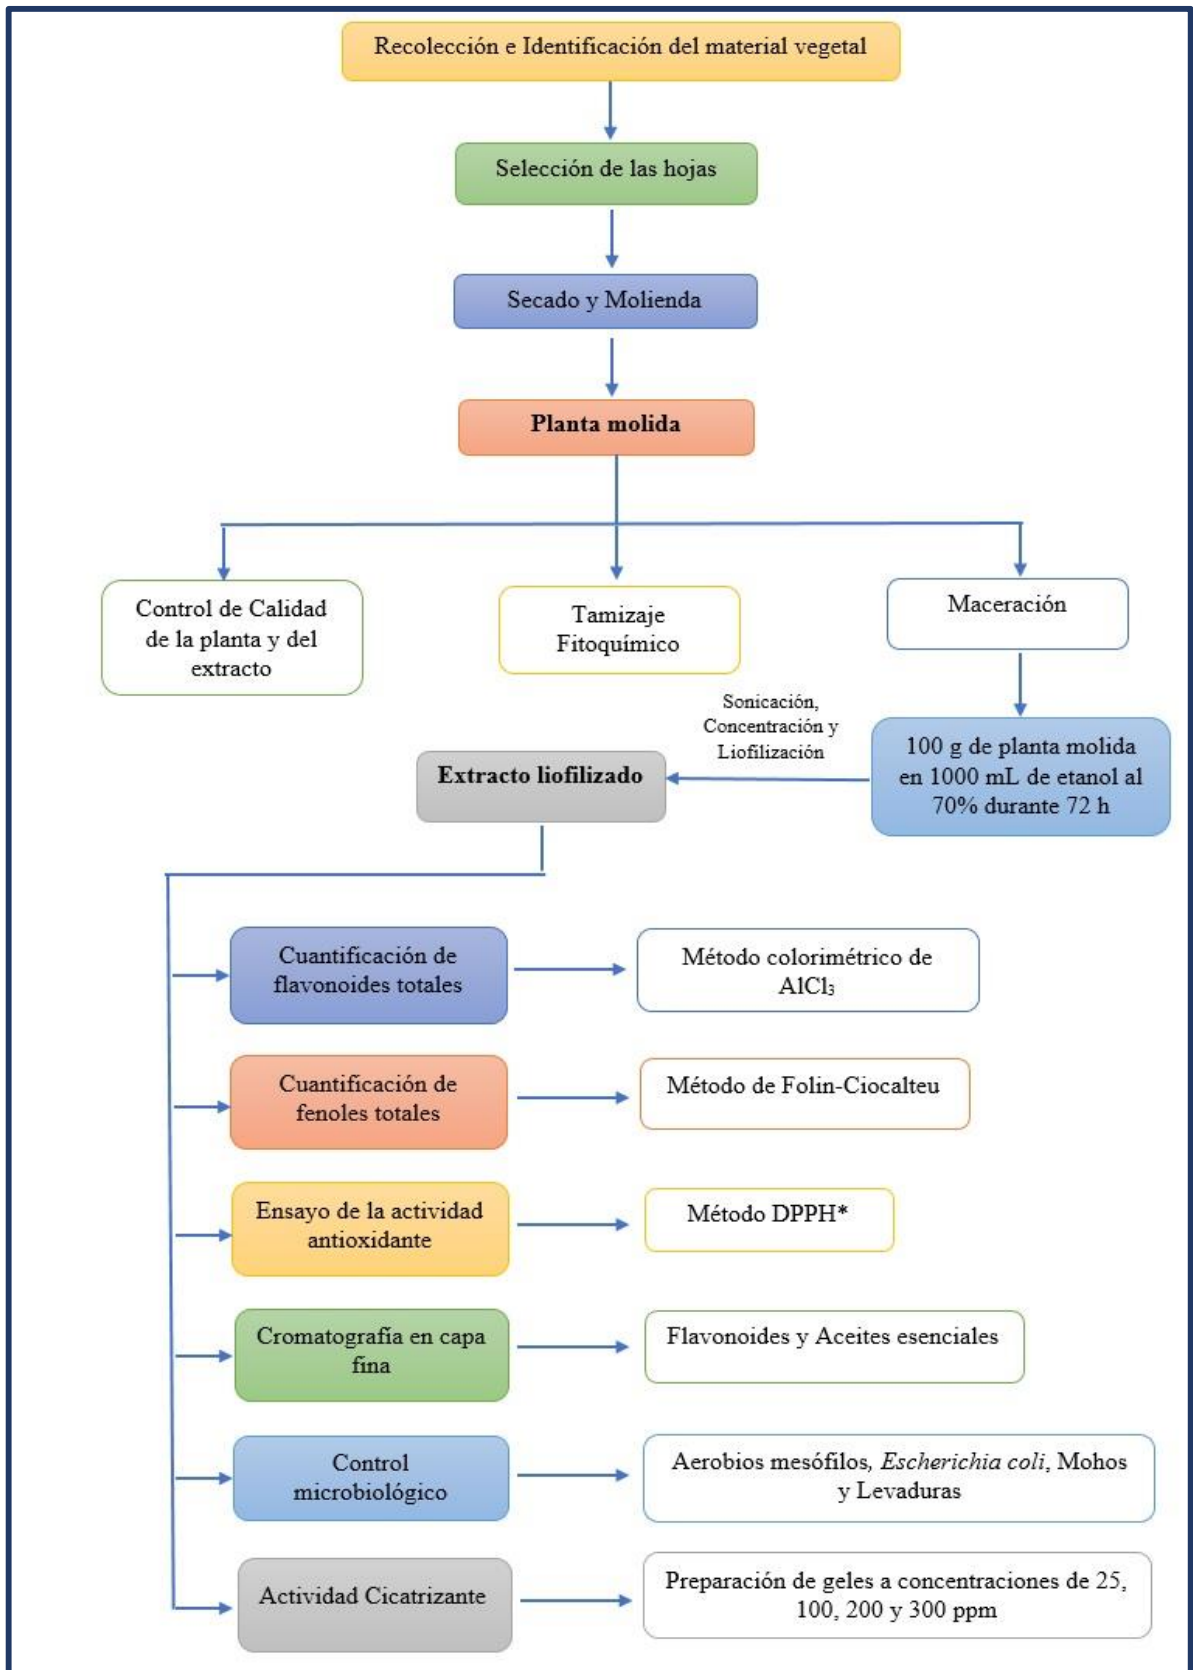 Recolección e Identificación del material vegetal
Selección de las hojas
Secado y Molienda
Planta molida
Control de Calidad
de la planta y del
extracto
Tamizaje
Fitoquímico
Maceración
Sonicación,
Concentración y
Liofilización
100 g de planta molida
en 1000 mL de etanol al
70% durante 72 h
Extracto liofilizado
Cuantificación de
flavonoides totales
Método colorimétrico de
AlCl₃
Cuantificación de
fenoles totales
Método de Folin-Ciocalteu
Ensayo de la actividad
antioxidante
Método DPPH*
Cromatografía en capa
fina
Flavonoides y Aceites esenciales
Control
microbiológico
Aerobios mesófilos, Escherichia coli, Mohos
y Levaduras
Actividad Cicatrizante
Preparación de geles a concentraciones de 25,
100, 200 y 300 ppm